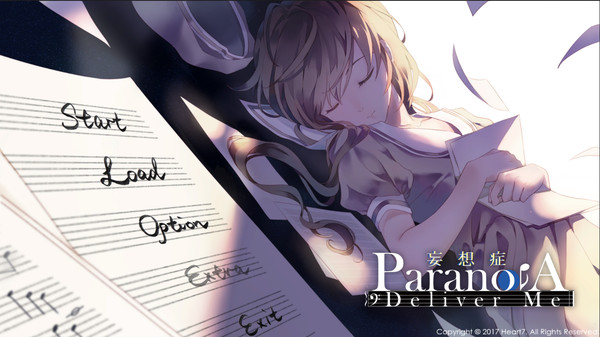 Start
Load
Option
Extra
Exit
妄想症
ParanoiA
Deliver Me
Copyright © 2017 Heart7. All Rights Reserved.